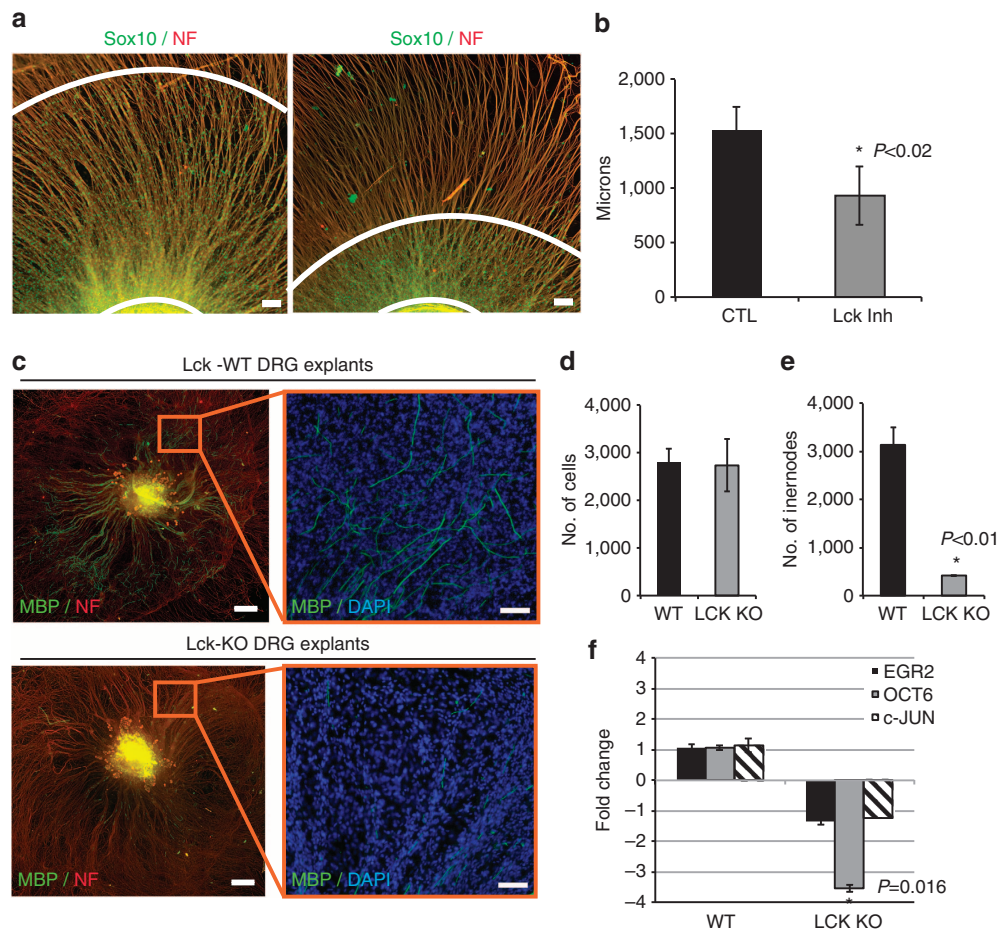 a
Sox10 / NF
Sox10 / NF
b
2,000
1,500
1,000
500
0
Microns
* P<0.02
CTL
Lck Inh
c
Lck -WT DRG explants
MBP / NF
MBP / DAPI
Lck-KO DRG explants
MBP / NF
MBP / DAPI
d
4,000
3,000
2,000
1,000
0
No. of cells
WT
LCK KO
e
4,000
3,000
2,000
1,000
0
No. of inernodes
P<0.01
*
WT
LCK KO
f
4
3
2
1
0
−1
−2
−3
−4
Fold change
EGR2
OCT6
c-JUN
P=0.016
*
WT
LCK KO